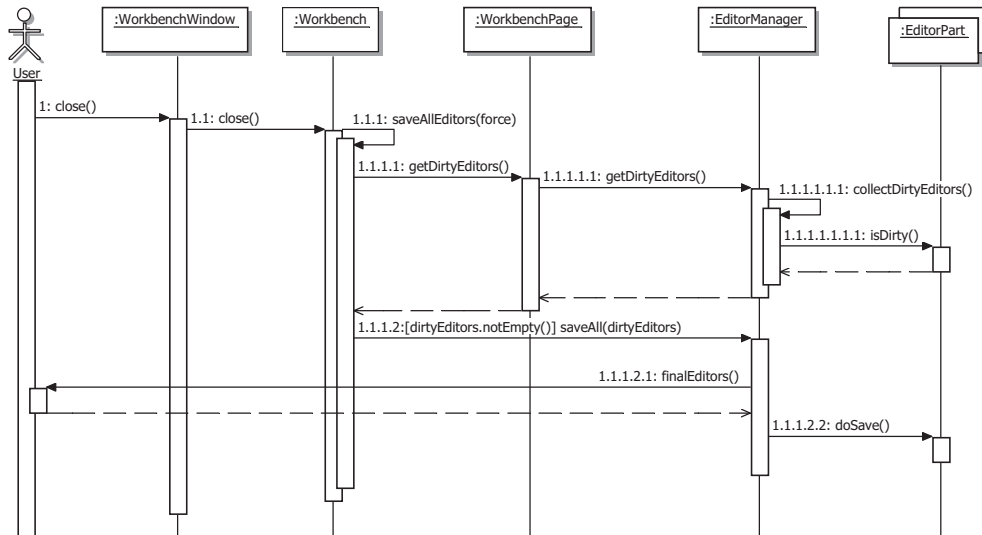 :WorkbenchWindow
:Workbench
:WorkbenchPage
:EditorManager
:EditorPart
User
1: close()
1.1: close()
1.1.1: saveAllEditors(force)
1.1.1.1: getDirtyEditors()
1.1.1.1.1: getDirtyEditors()
1.1.1.1.1.1: collectDirtyEditors()
1.1.1.1.1.1.1: isDirty()
1.1.1.2:[dirtyEditors.notEmpty()] saveAll(dirtyEditors)
1.1.1.2.1: finalEditors()
1.1.1.2.2: doSave()